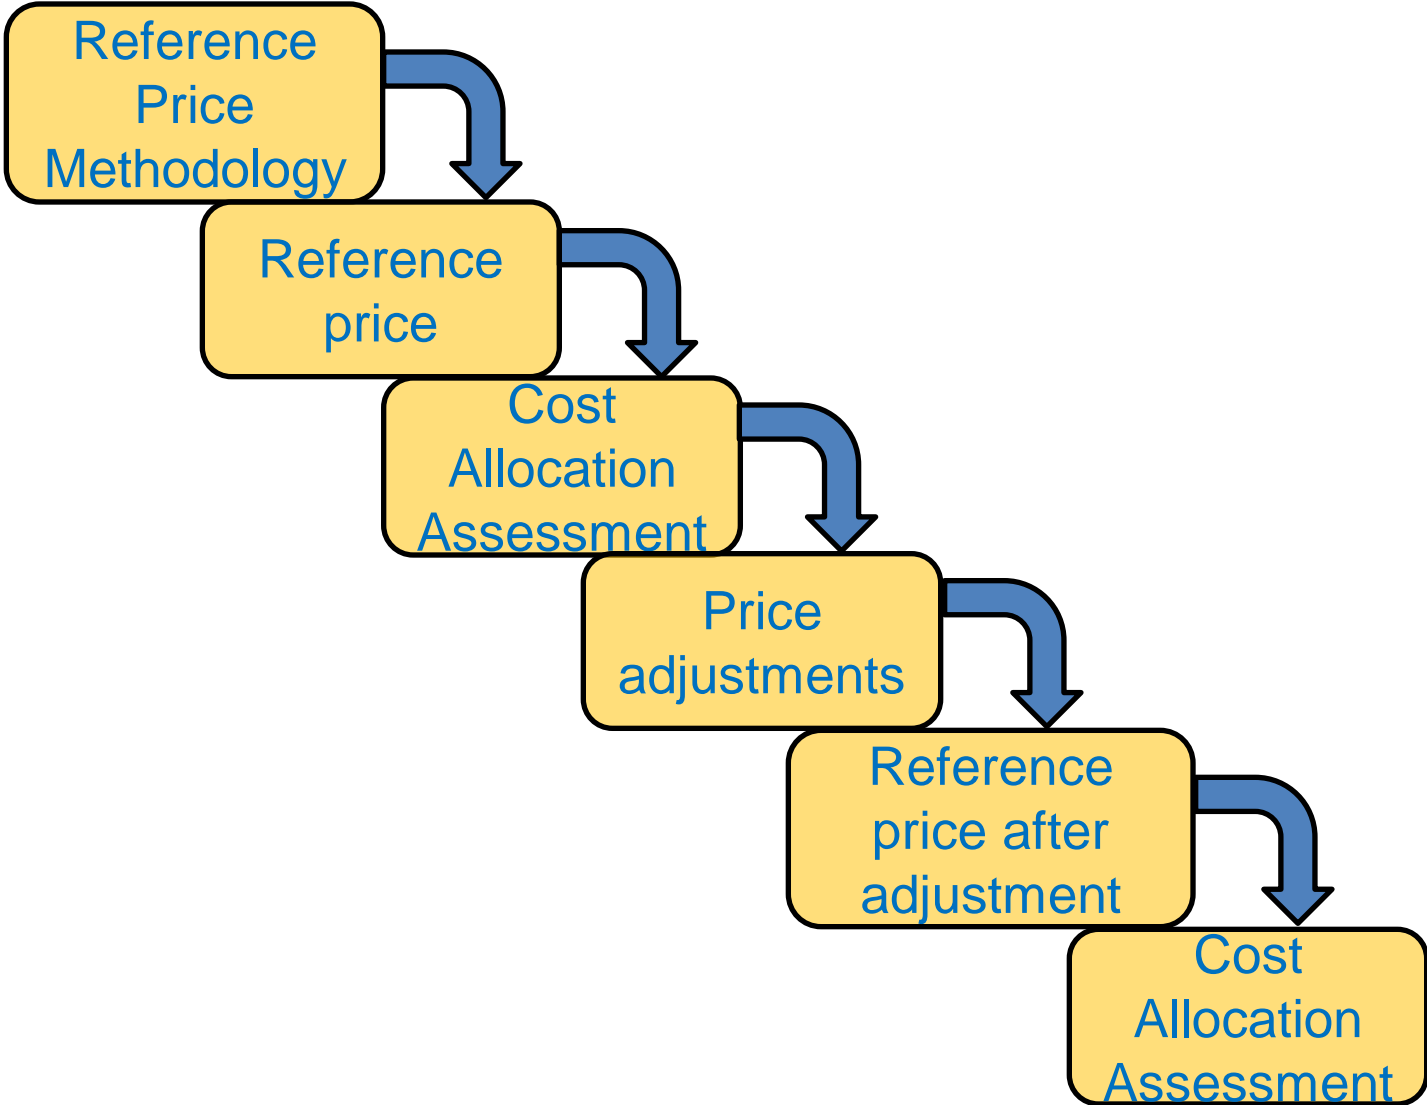 Reference
Price
Methodology
Reference
price
Cost
Allocation
Assessment
Price
adjustments
Reference
price after
adjustment
Cost
Allocation
Assessment